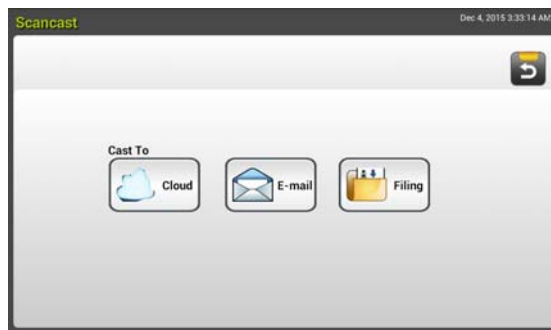 Scancast
Dec 4, 2015 3:33:14 AM
Cast To
Cloud
E-mail
Filing